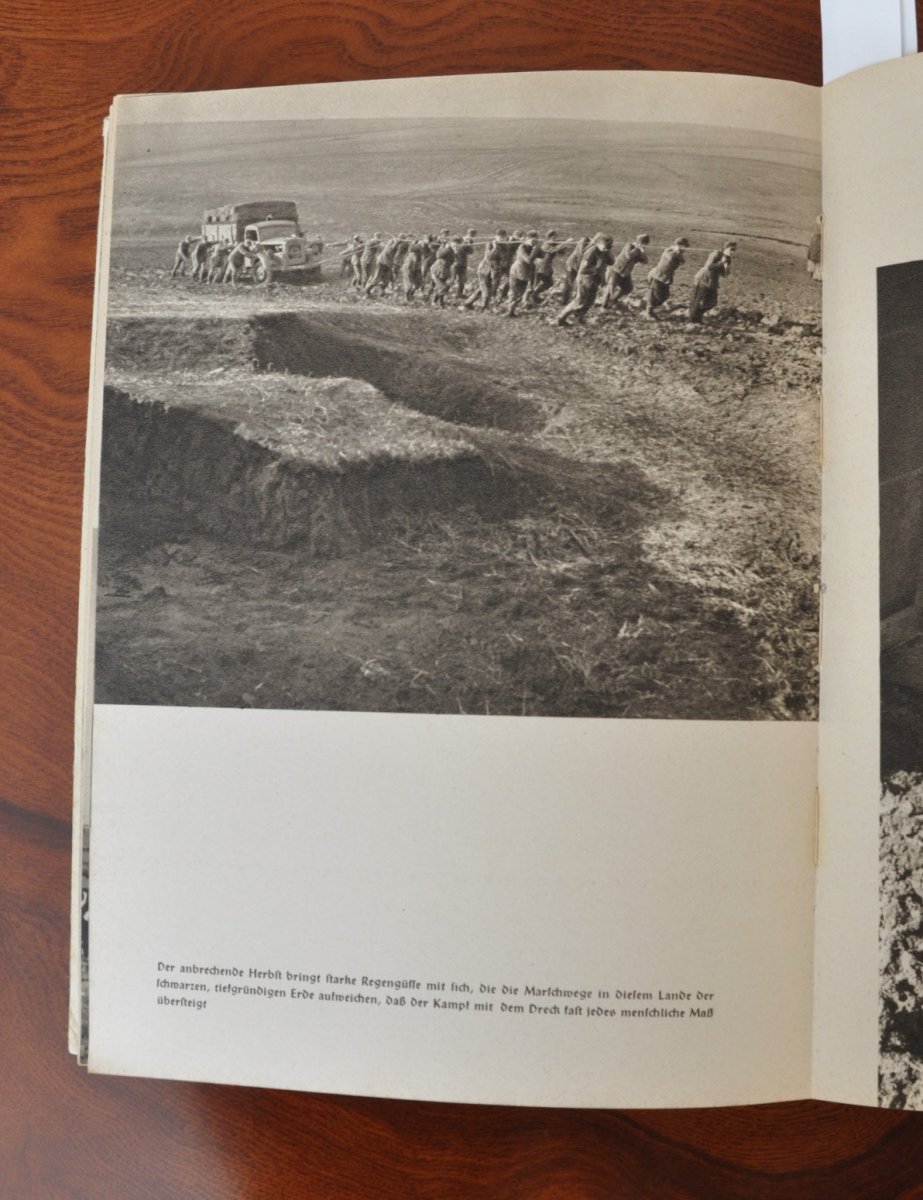 Der anbrechende Herbſt bringt ſtarke Regengüſſe mit ſich, die die Marſchwege in dieſem Lande der
ſchwarzen, tiefgründigen Erde aufweichen, daß der Kampf mit dem Dreck faſt jedes menſchliche Maß
überſteigt